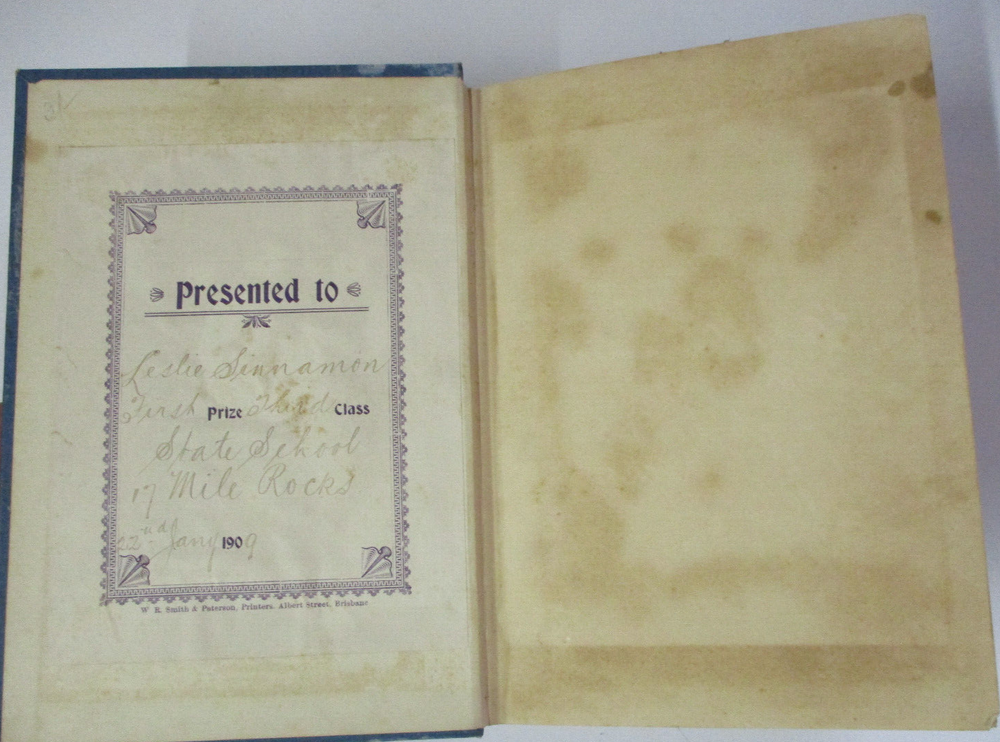 Presented to
Leslie Sinnamon
First Prize Third Class
State School
17 Mile Rocks
22nd Jany 1909
W. R. Smith & Paterson, Printers, Albert Street, Brisbane